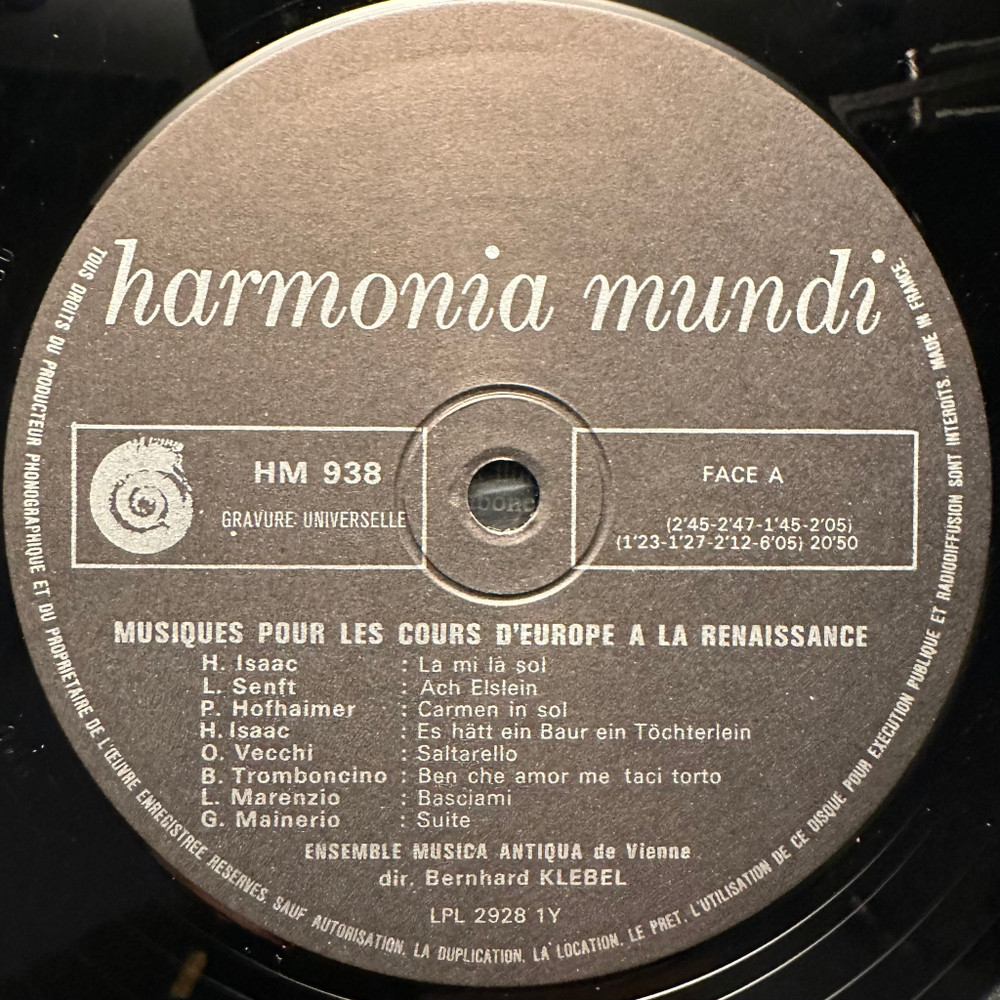 harmonia mundi
HM 938
GRAVURE UNIVERSELLE
FACE A
(2'45-2'47-1'45-2'05)
(1'23-1'27-2'12-6'05) 20'50
MUSIQUES POUR LES COURS D'EUROPE A LA RENAISSANCE
H. Isaac : La mi la sol
L. Senft : Ach Elslein
P. Hofhaimer : Carmen in sol
H. Isaac : Es hätt ein Baur ein Töchterlein
O. Vecchi : Saltarello
B. Tromboncino : Ben che amor me taci torto
L. Marenzio : Basciami
G. Mainerio : Suite
ENSEMBLE MUSICA ANTIQUA de Vienne
dir. Bernhard KLEBEL
LPL 2928 1Y
TOUS DROITS DU PRODUCTEUR PHONOGRAPHIQUE ET DU PROPRIETAIRE DE L'ŒUVRE ENREGISTREE RESERVES. SAUF AUTORISATION, LA DUPLICATION, LA LOCATION, LE PRET, L'UTILISATION DE CE DISQUE POUR EXECUTION PUBLIQUE ET RADIODIFFUSION SONT INTERDITS. MADE IN FRANCE